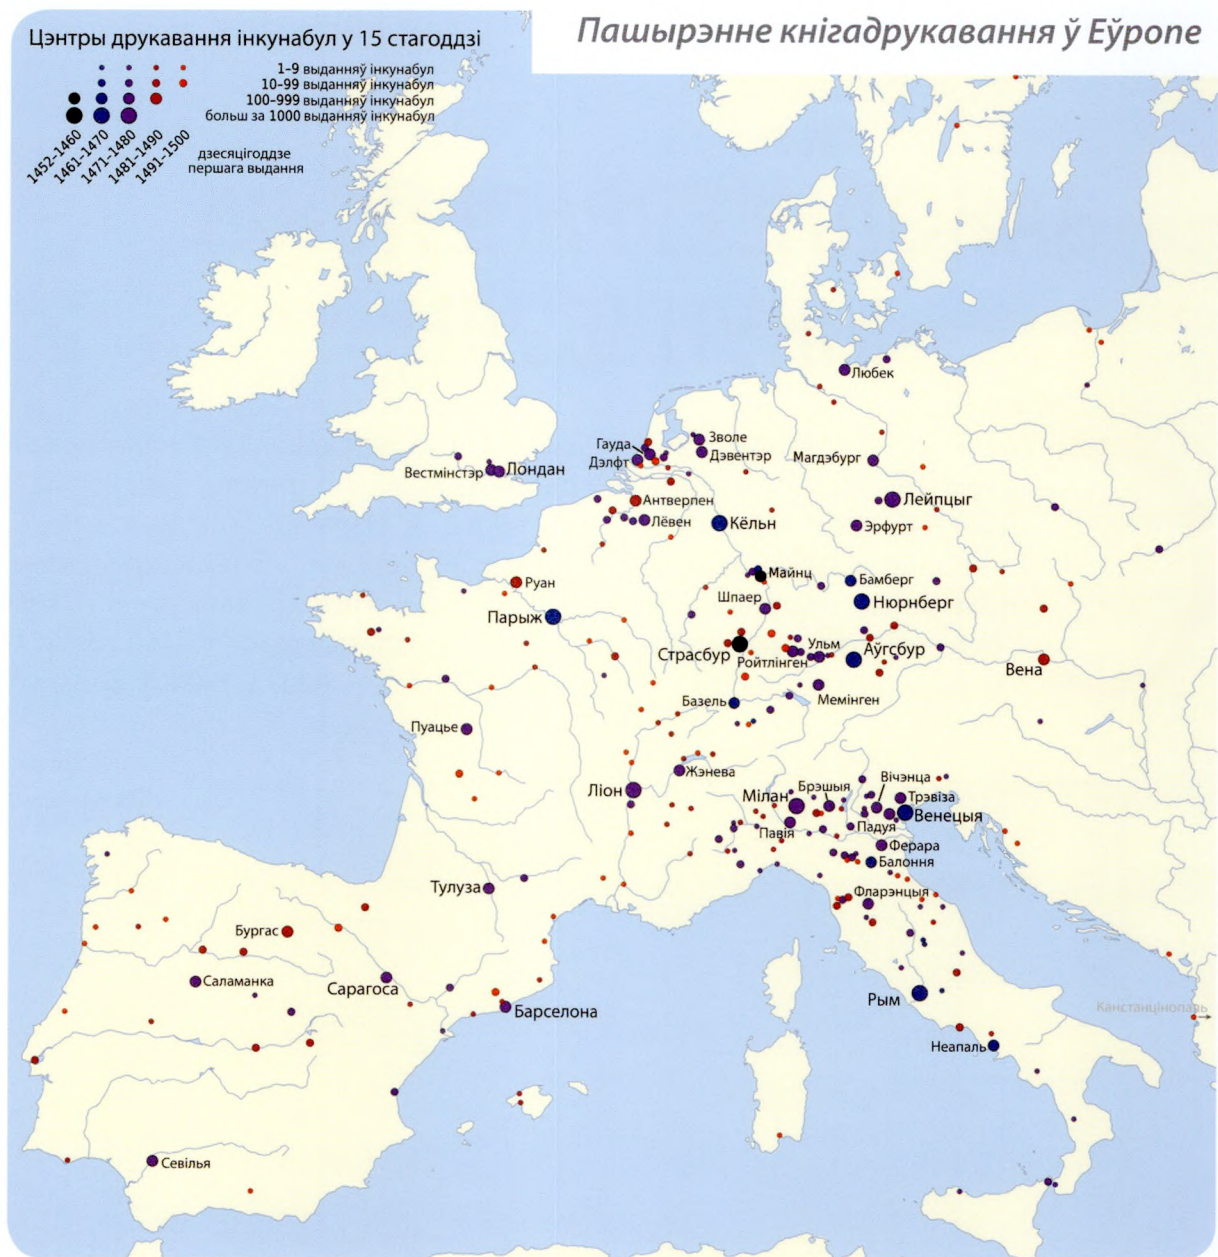 Пашырэнне кнігадрукавання ў Еўропе
Цэнтры друкавання інкунабул у 15 стагоддзі
1–9 выданняў інкунабул
10–99 выданняў інкунабул
100–999 выданняў інкунабул
больш за 1000 выданняў інкунабул
1452–1460
1461–1470
1471–1480
1481–1490
1491–1500
дзесяцігоддзе
першага выдання
Любек
Гауда
Зволе
Дэлфт
Дэвентэр
Магдэбург
Вестмінстэр
Лондан
Антверпен
Лейпцыг
Лёвен
Кёльн
Эрфурт
Майнц
Бамберг
Руан
Шпаер
Нюрнберг
Парыж
Страсбур
Ульм
Аўгсбур
Ройтлінген
Вена
Базель
Мемінген
Пуацье
Жэнева
Ліон
Мілан
Брэшыя
Вічэнца
Трэвіза
Венецыя
Павія
Падуя
Ферара
Балоння
Тулуза
Фларэнцыя
Бургас
Саламанка
Сарагоса
Барселона
Рым
Канстанцінопаль
Неапаль
Севілья